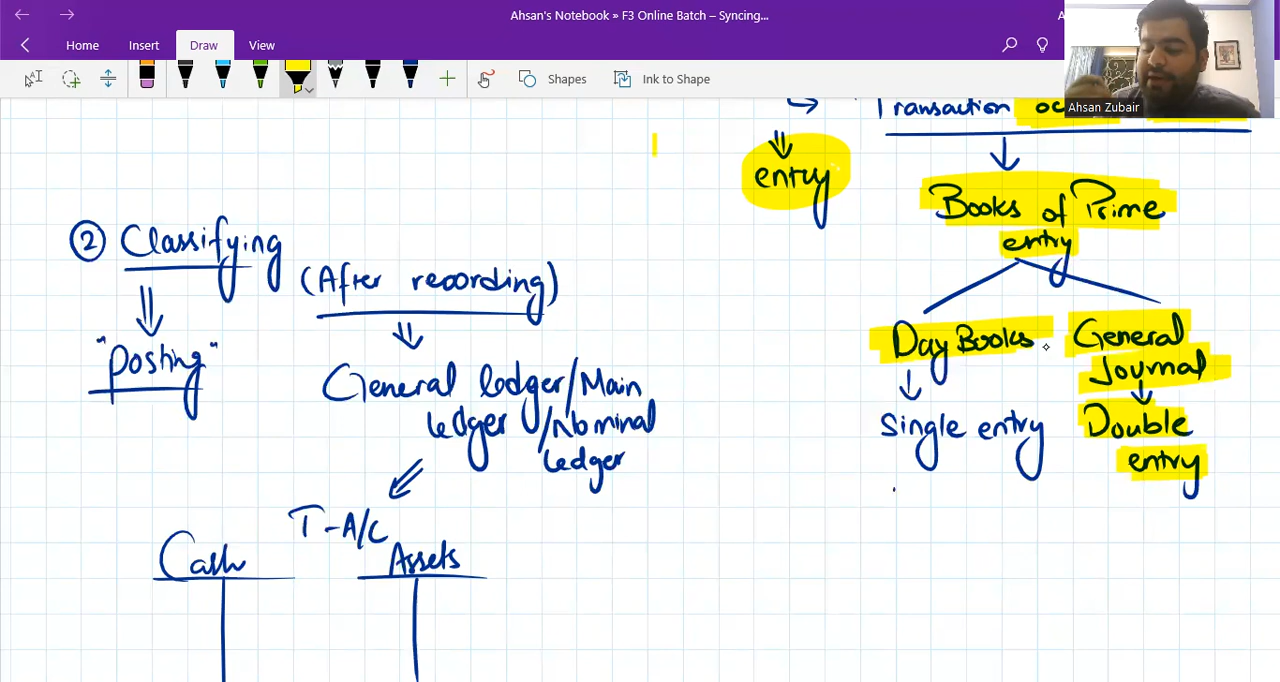 Ahsan's Notebook » F3 Online Batch – Syncing...
Home Insert Draw View
Shapes Ink to Shape
Ahsan Zubair
Transaction
entry
Books of Prime
entry
② Classifying
(After recording)
"Posting"
General ledger/Main
ledger/Nominal
ledger
T-A/C
Cash
Assets
Day Books
Single entry
General
Journal
Double
entry